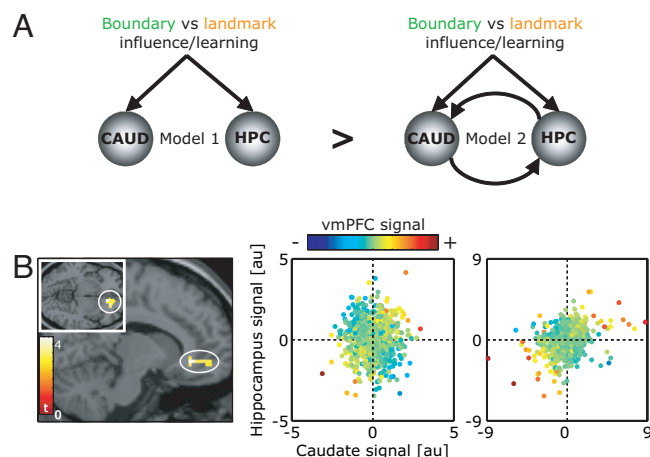 A
Boundary vs landmark
influence/learning
CAUD Model 1 HPC
>
Boundary vs landmark
influence/learning
CAUD Model 2 HPC
B
4
t
0
vmPFC signal
- +
Hippocampus signal [au]
5
0
-5
-5 0 5
Caudate signal [au]
9
0
-9
-9 0 9